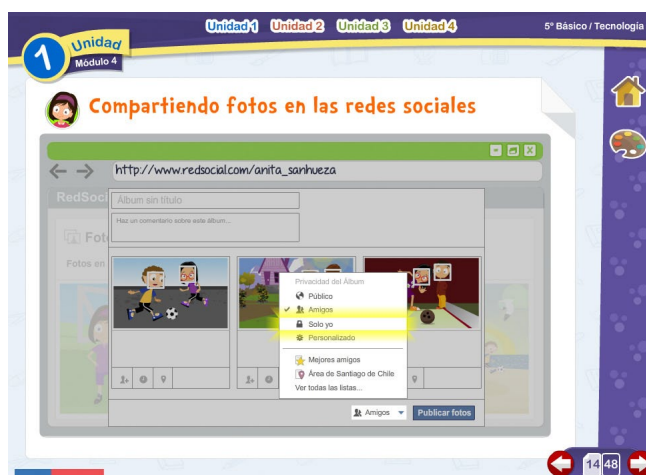 Unidad 1 Unidad 2 Unidad 3 Unidad 4
5º Básico / Tecnología
1 Unidad
Módulo 4
Compartiendo fotos en las redes sociales
http://www.redsocial.com/anita_sanhueza
RedSoci
Álbum sin título
Haz un comentario sobre este álbum...
Fot
Fotos en
Privacidad del Álbum
Público
Amigos
Solo yo
Personalizado
Mejores amigos
Área de Santiago de Chile
Ver todas las listas...
Amigos
Publicar fotos
14 48